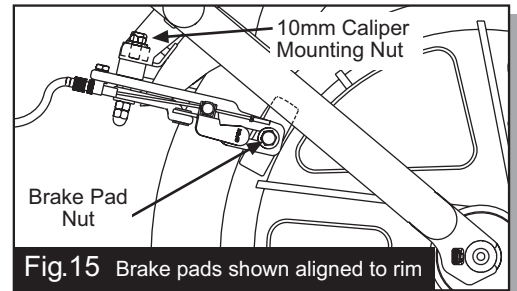 10mm Caliper
Mounting Nut
Brake Pad
Nut
Fig.15 Brake pads shown aligned to rim